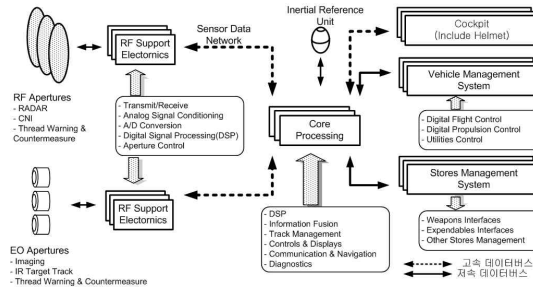 RF Support
Electornics
Sensor Data
Network
Inertial Reference
Unit
Cockpit
(Include Helmet)
Vehicle Management
System
RF Apertures
- RADAR
- CNI
- Thread Warning &
Countermeasure
- Transmit/Receive
- Analog Signal Conditioning
- A/D Conversion
- Digital Signal Processing(DSP)
- Aperture Control
Core
Processing
- Digital Flight Control
- Digital Propulsion Control
- Utilities Control
Stores Management
System
RF Support
Electornics
EO Apertures
- Imaging
- IR Target Track
- Thread Warning & Countermeasure
- DSP
- Information Fusion
- Track Management
- Controls & Displays
- Communication & Navigation
- Diagnostics
- Weapons Interfaces
- Expendables Interfaces
- Other Stores Management
고속 데이터버스
저속 데이터버스